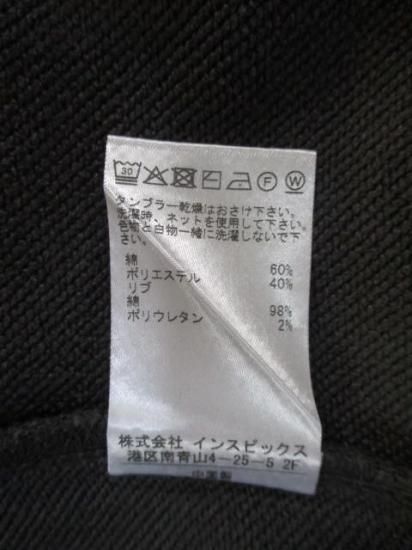 30 F W
タンブラー乾燥はおさけ下さい。
洗濯時、ネットを使用して下さい。
色物と白物一緒に洗濯しないで下
さい。
綿 60%
ポリエステル 40%
リブ
綿 98%
ポリウレタン 2%
株式会社 インスピックス
港区南青山4－25－5 2F
中国製